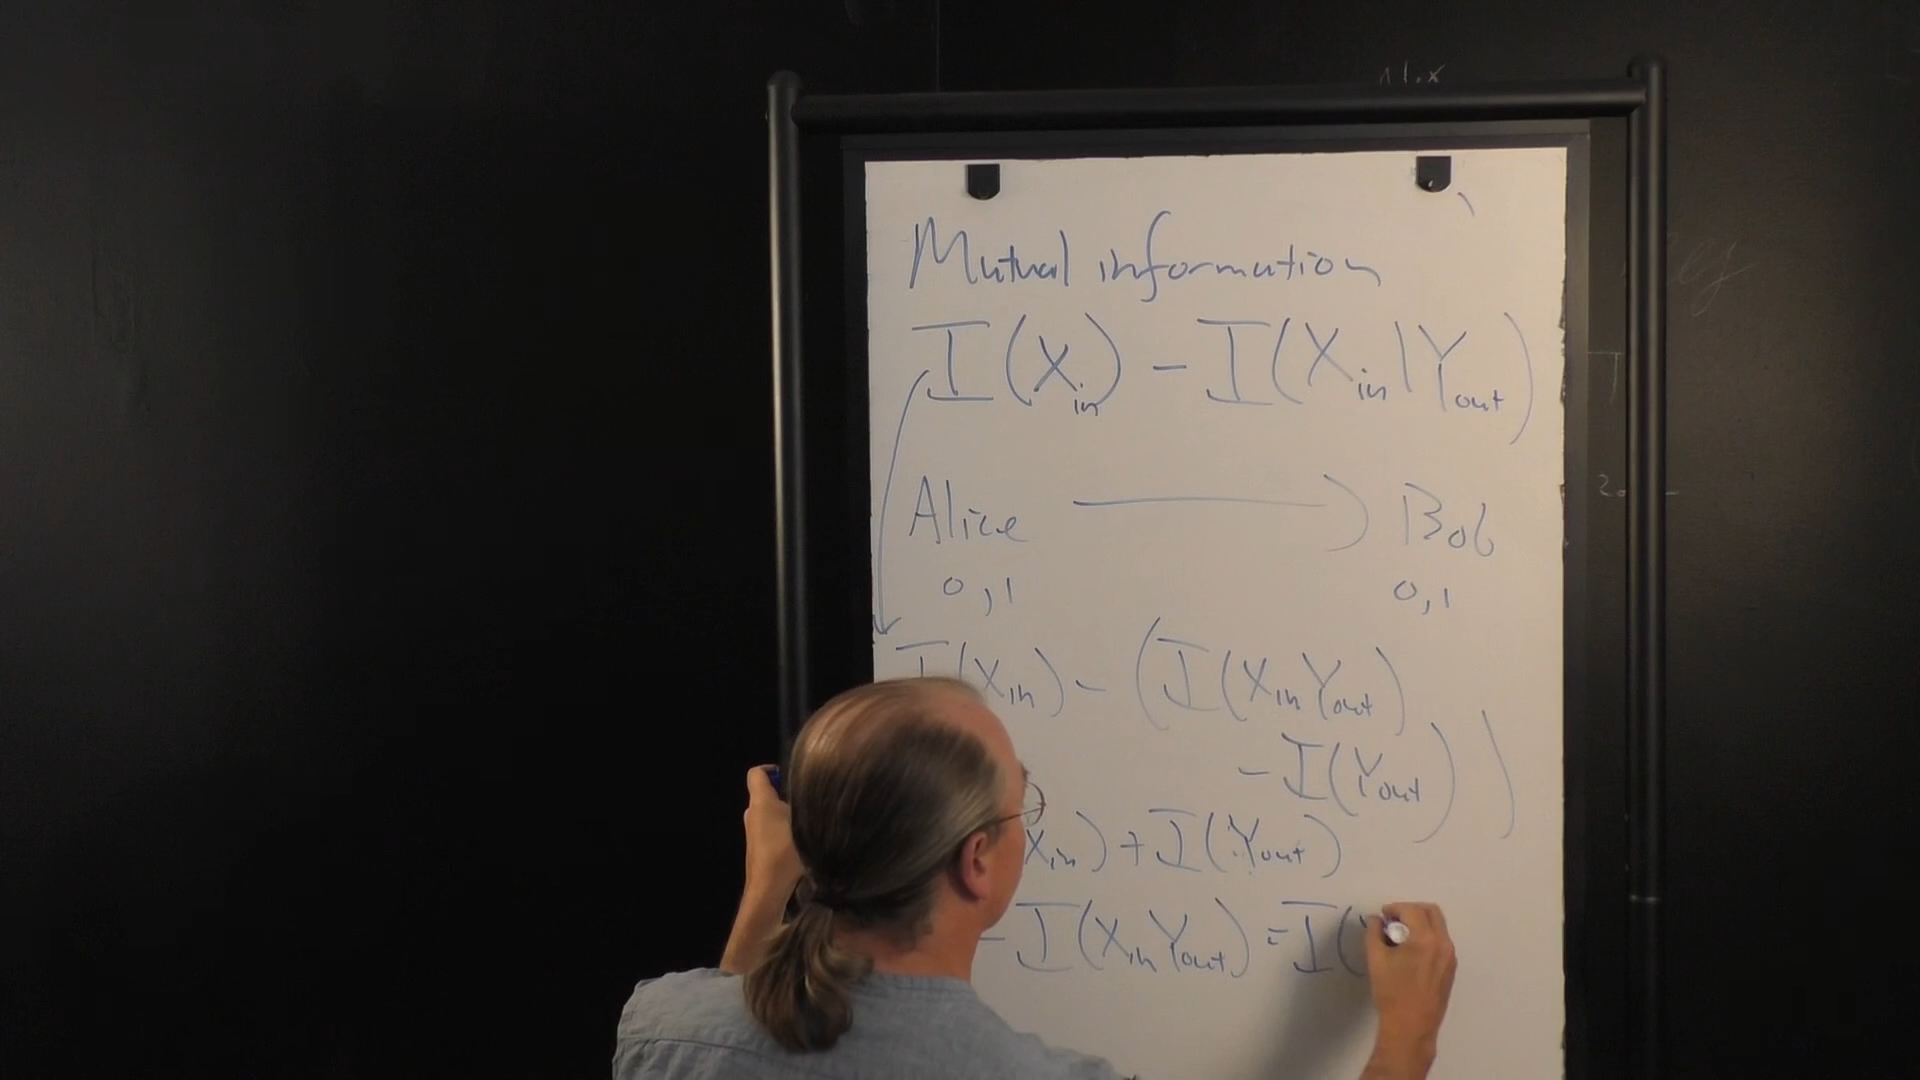 Mutual information
I(X_in) - I(X_in|Y_out)
Alice ⟶ Bob
0,1 0,1
I(X_in) - (I(X_in Y_out)
- I(Y_out))
X_in) + I(Y_out)
- I(X_in Y_out) = I(